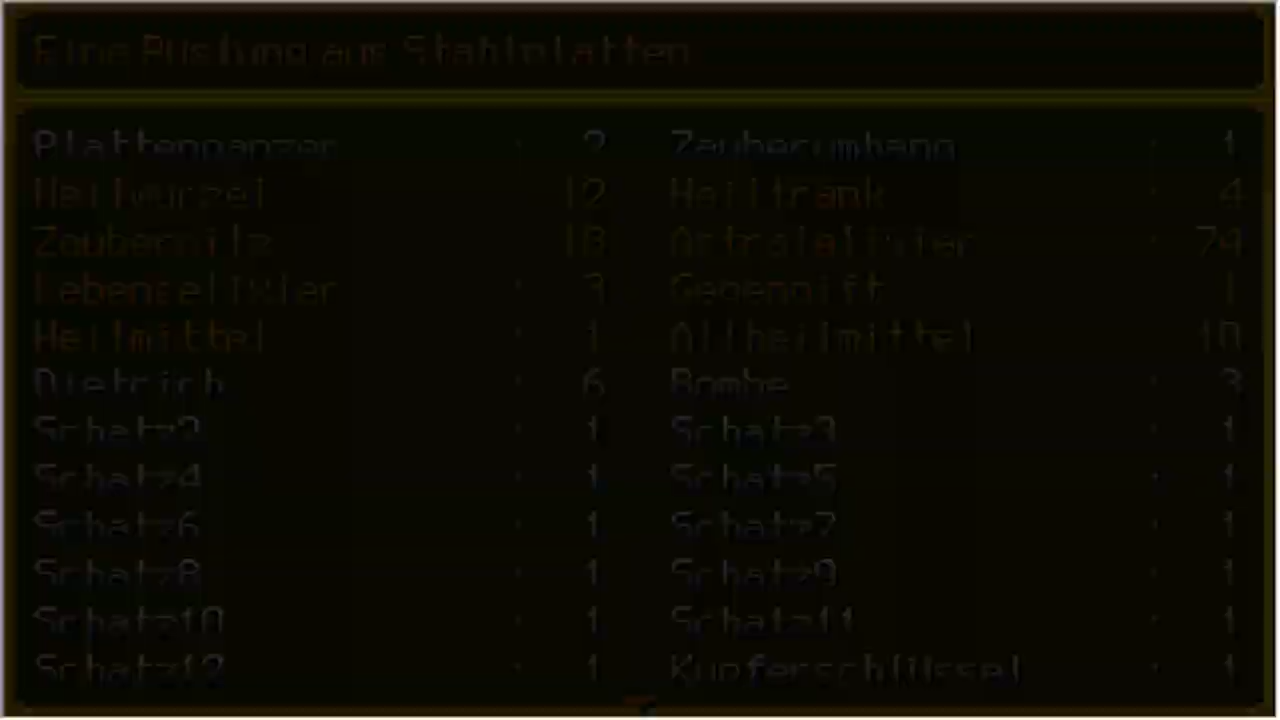 Eine Rüstung aus Stahlplatten
Plattenpanzer : 2 Zauberumhang : 1
Heilwurzel 12 Heiltrank : 4
Zauberpilz 18 Astralelixier : 74
Lebenselixier : 3 Gegengift 1
Heilmittel : 1 Allheilmittel 10
Dietrich : 6 Bombe : 3
Schatz2 : 1 Schatz3 : 1
Schatz4 : 1 Schatz5 : 1
Schatz6 : 1 Schatz7 : 1
Schatz8 : 1 Schatz9 : 1
Schatz10 : 1 Schatz11 : 1
Schatz12 : 1 Kupferschlüssel : 1